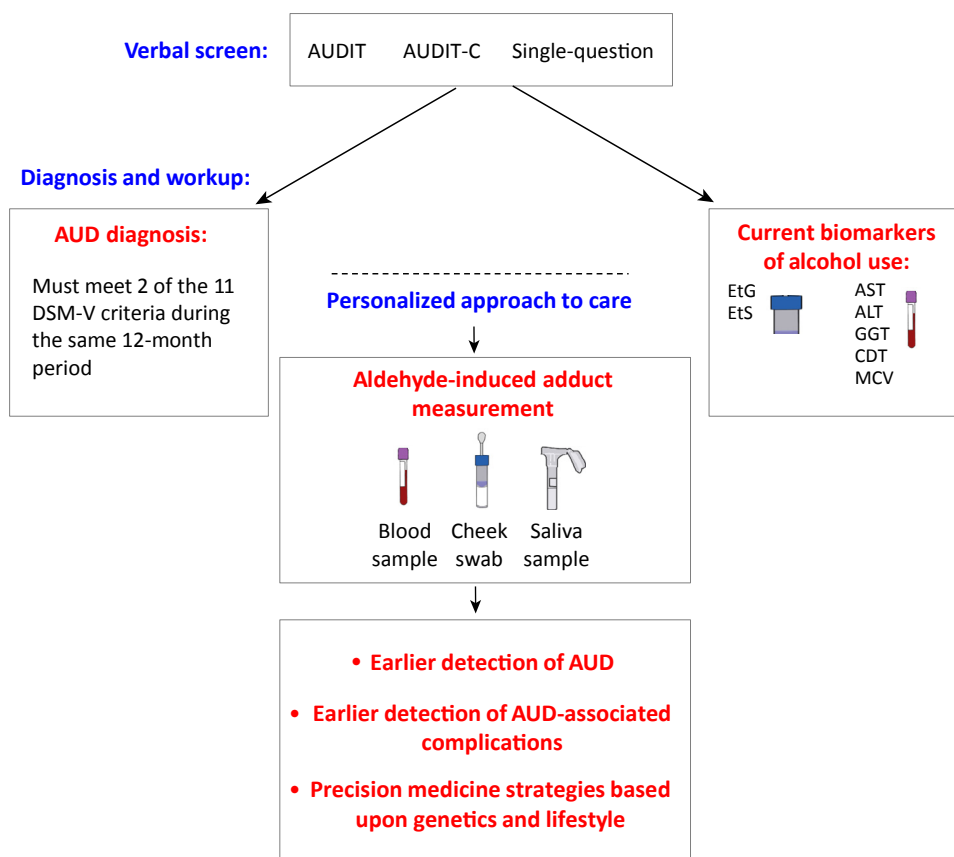 Verbal screen:
AUDIT AUDIT-C Single-question
Diagnosis and workup:
AUD diagnosis:
Must meet 2 of the 11
DSM-V criteria during
the same 12-month
period
Current biomarkers
of alcohol use:
EtG
EtS
AST
ALT
GGT
CDT
MCV
Personalized approach to care
Aldehyde-induced adduct
measurement
Blood
sample
Cheek
swab
Saliva
sample
• Earlier detection of AUD
• Earlier detection of AUD-associated
complications
• Precision medicine strategies based
upon genetics and lifestyle